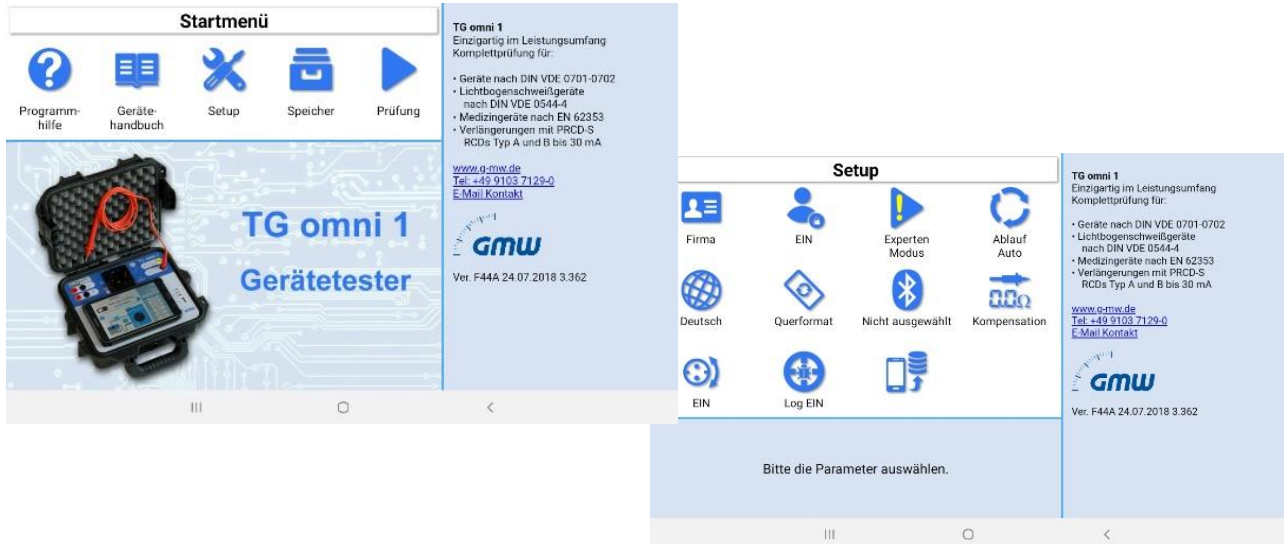 Startmenü
Programm-
hilfe
Geräte-
handbuch
Setup
Speicher
Prüfung
TG omni 1
Gerätetester
TG omni 1
Einzigartig im Leistungsumfang
Komplettprüfung für:
• Geräte nach DIN VDE 0701-0702
• Lichtbogenschweißgeräte
nach DIN VDE 0544-4
• Medizingeräte nach EN 62353
• Verlängerungen mit PRCD-S
RCDs Typ A und B bis 30 mA
www.g-mw.de
Tel: +49 9103 7129-0
E-Mail Kontakt
GMW
Ver. F44A 24.07.2018 3.362
Setup
Firma
EIN
Experten
Modus
Ablauf
Auto
Deutsch
Querformat
Nicht ausgewählt
0.0Ω
Kompensation
EIN
Log EIN
Bitte die Parameter auswählen.
TG omni 1
Einzigartig im Leistungsumfang
Komplettprüfung für:
• Geräte nach DIN VDE 0701-0702
• Lichtbogenschweißgeräte
nach DIN VDE 0544-4
• Medizingeräte nach EN 62353
• Verlängerungen mit PRCD-S
RCDs Typ A und B bis 30 mA
www.g-mw.de
Tel: +49 9103 7129-0
E-Mail Kontakt
GMW
Ver. F44A 24.07.2018 3.362